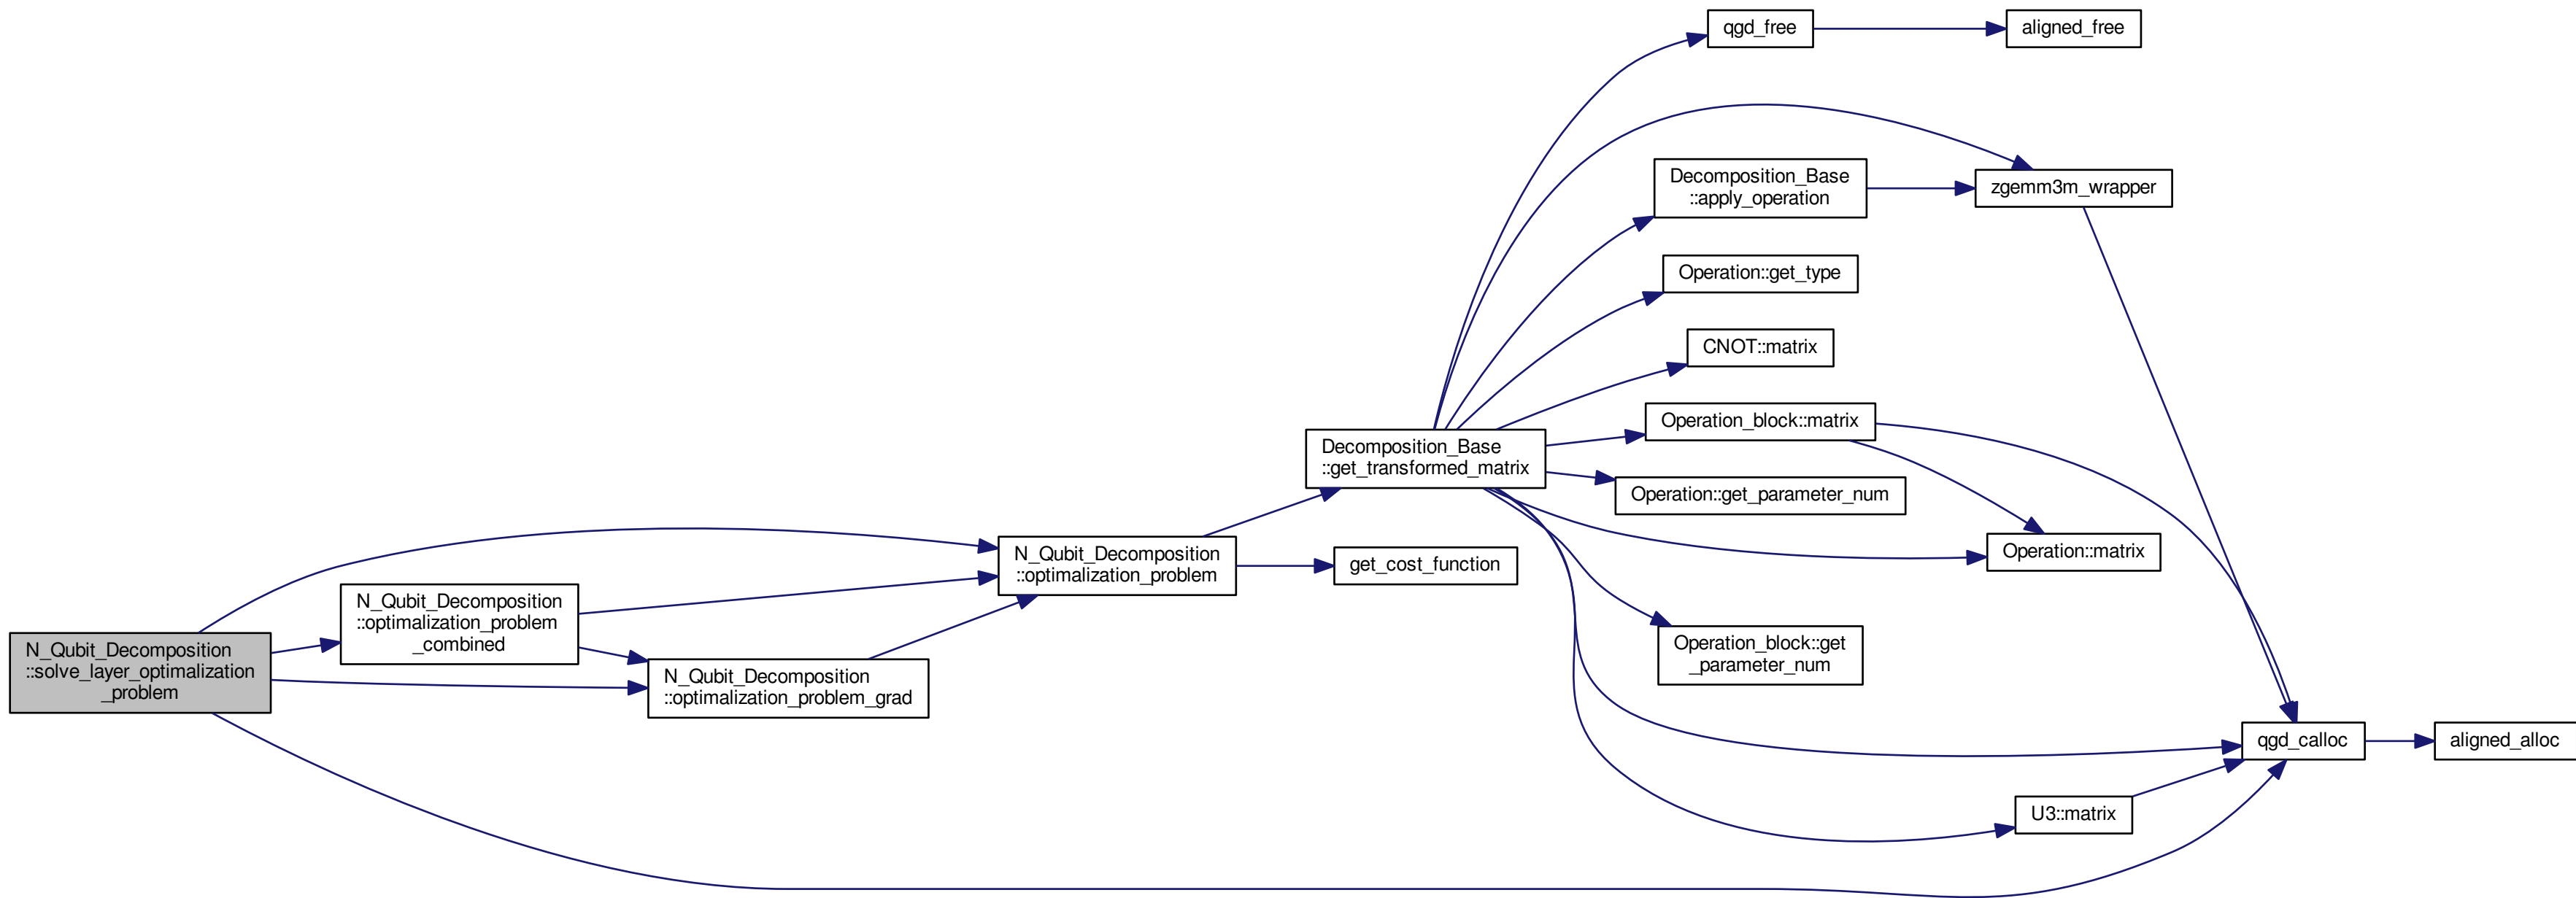 qgd_free
aligned_free
Decomposition_Base
::apply_operation
zgemm3m_wrapper
Operation::get_type
CNOT::matrix
Operation_block::matrix
Decomposition_Base
::get_transformed_matrix
Operation::get_parameter_num
N_Qubit_Decomposition
::optimalization_problem
get_cost_function
Operation::matrix
N_Qubit_Decomposition
::optimalization_problem
_combined
N_Qubit_Decomposition
::solve_layer_optimalization
_problem
N_Qubit_Decomposition
::optimalization_problem_grad
Operation_block::get
_parameter_num
qgd_calloc
aligned_alloc
U3::matrix